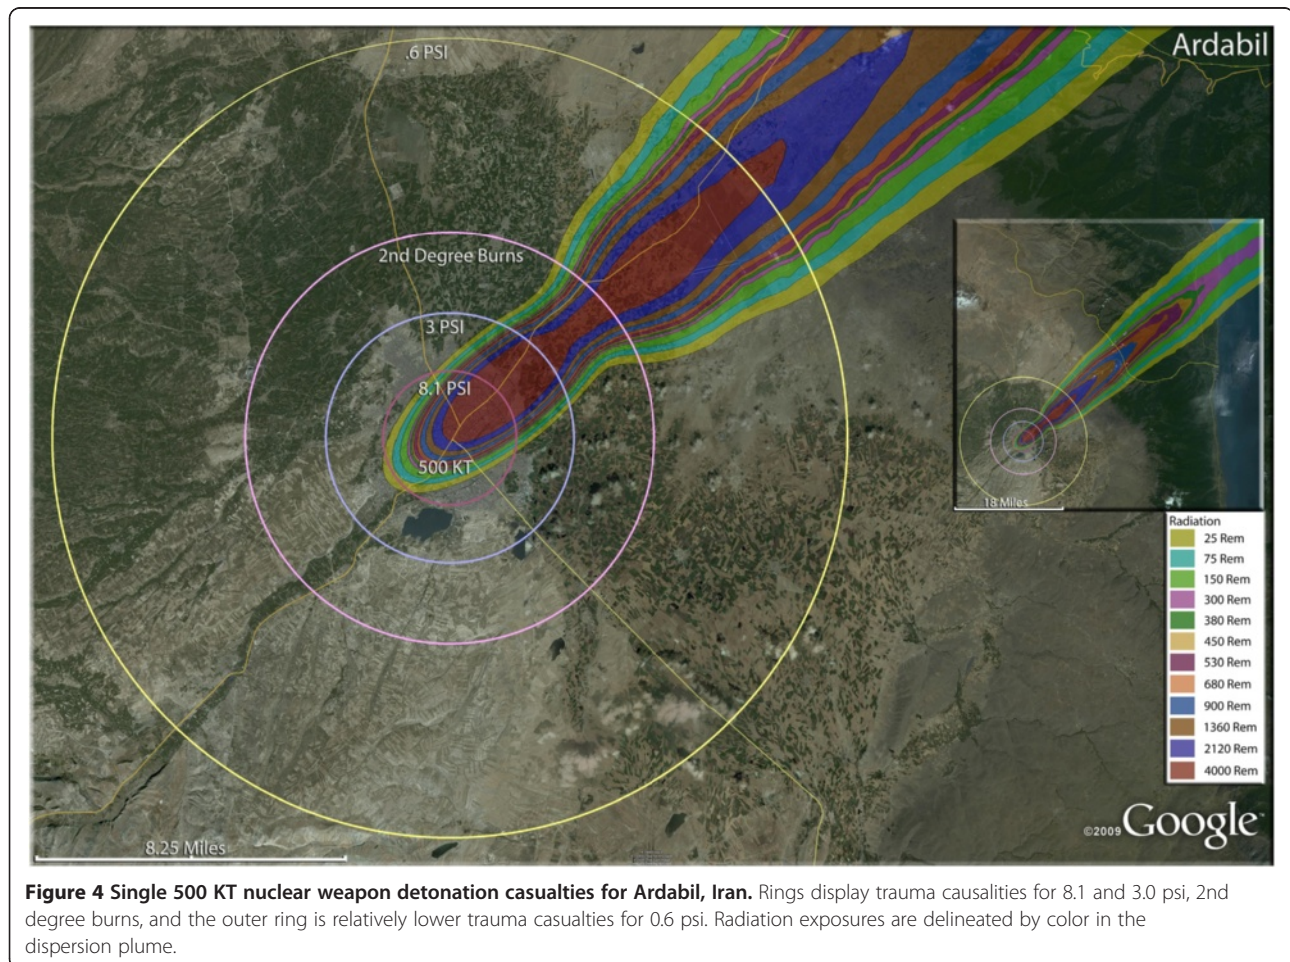 Ardabil
.6 PSI
2nd Degree Burns
3 PSI
8.1 PSI
500 KT
18 Miles
Radiation
25 Rem
75 Rem
150 Rem
300 Rem
380 Rem
450 Rem
530 Rem
680 Rem
900 Rem
1360 Rem
2120 Rem
4000 Rem
©2009 Google
8.25 Miles
Figure 4 Single 500 KT nuclear weapon detonation casualties for Ardabil, Iran. Rings display trauma causalities for 8.1 and 3.0 psi, 2nd
degree burns, and the outer ring is relatively lower trauma casualties for 0.6 psi. Radiation exposures are delineated by color in the
dispersion plume.